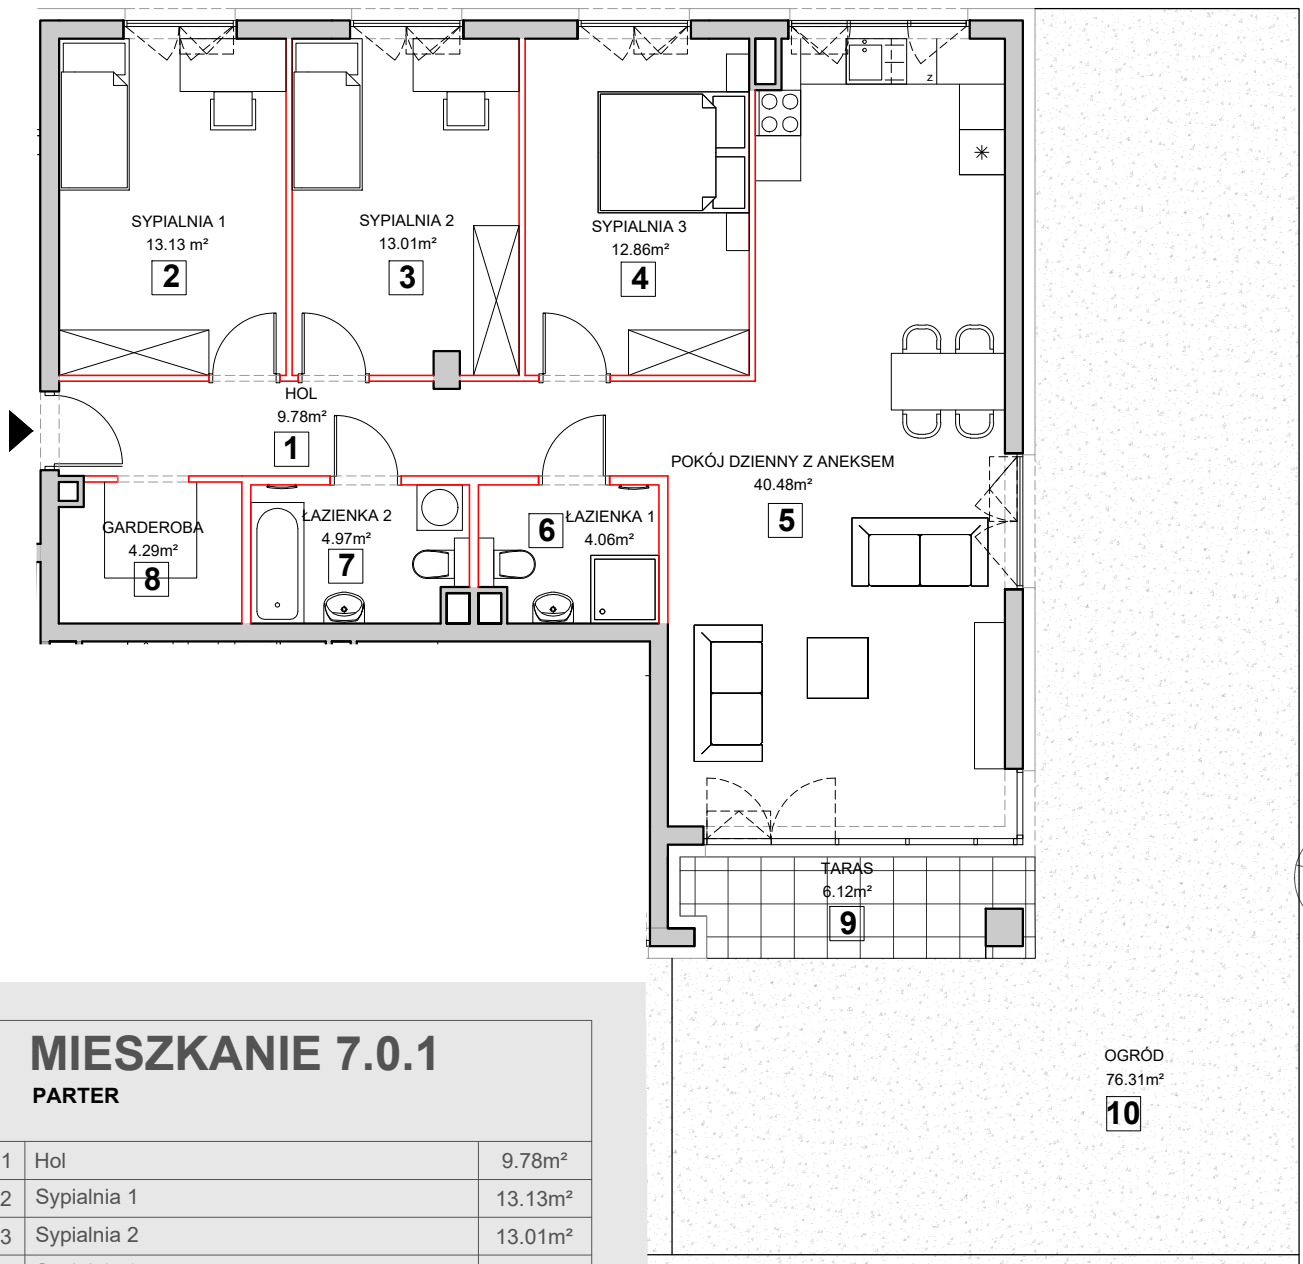 SYPIALNIA 1
13.13 m²
2
SYPIALNIA 2
13.01m²
3
SYPIALNIA 3
12.86m²
4
z
HOL
9.78m²
1
POKÓJ DZIENNY Z ANEKSEM
40.48m²
5
GARDEROBA
4.29m²
8
ŁAZIENKA 2
4.97m²
7
6
ŁAZIENKA 1
4.06m²
TARAS
6.12m²
9
OGRÓD
76.31m²
10
MIESZKANIE 7.0.1
PARTER
1 Hol 9.78m²
2 Sypialnia 1 13.13m²
3 Sypialnia 2 13.01m²